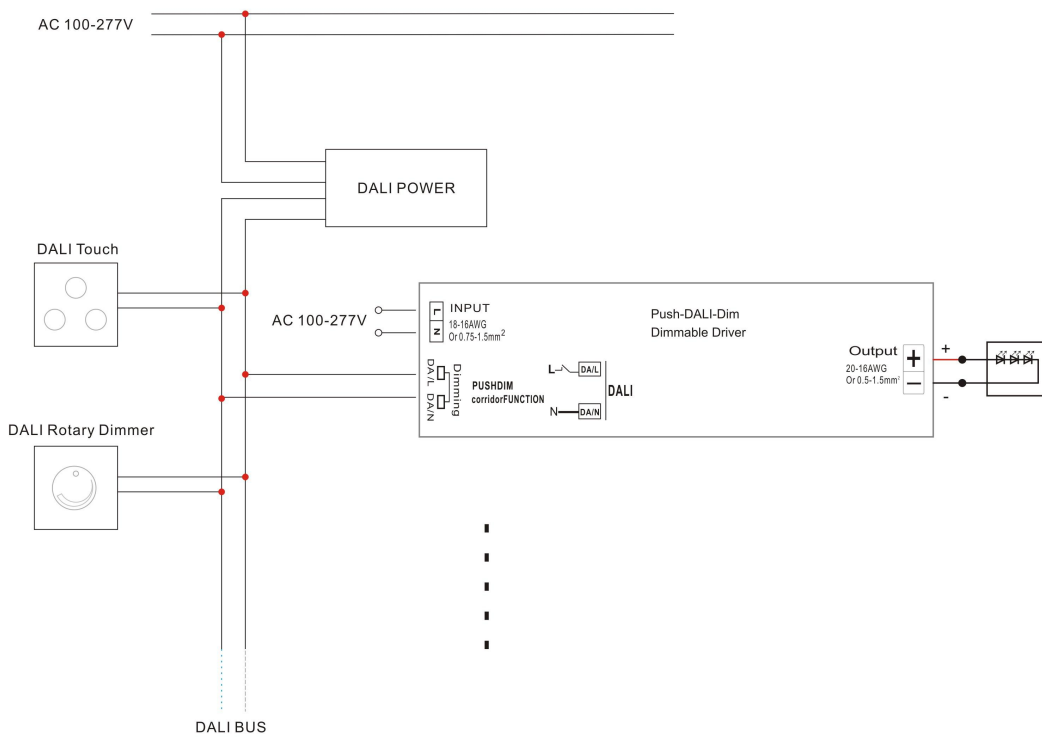 AC 100-277V
DALI POWER
DALI Touch
AC 100-277V
L
N
INPUT
18-16AWG
Or 0.75-1.5mm²
Push-DALI-Dim
Dimmable Driver
DA/L
DA/N
Dimming
PUSHDIM
corridorFUNCTION
L
DA/L
N
DA/N
DALI
Output
20-16AWG
Or 0.5-1.5mm²
+
−
+
-
DALI Rotary Dimmer
DALI BUS